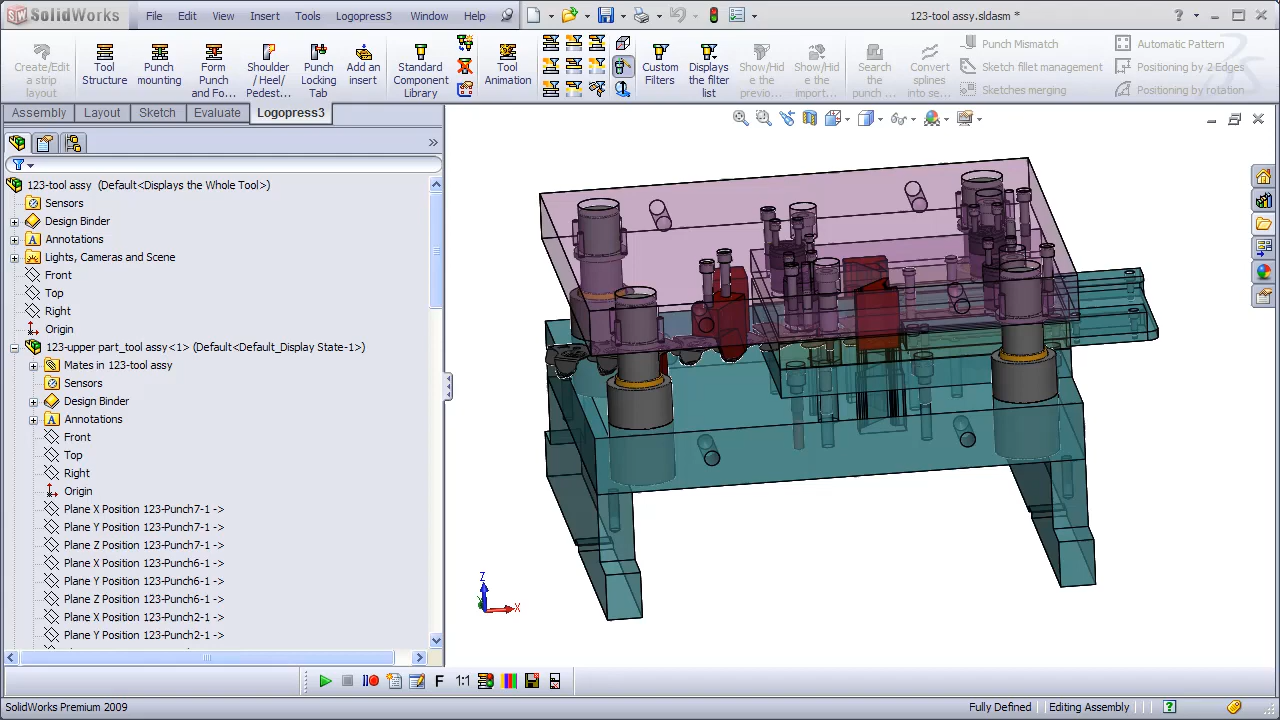 SolidWorks File Edit View Insert Tools Logopress3 Window Help 123-tool assy.sldasm *
Create/Edit a strip layout
Tool Structure
Punch mounting
Form Punch and Fo...
Shoulder /Heel/ Pedest...
Punch Locking Tab
Add an insert
Standard Component Library
Tool Animation
Custom Filters
Displays the filter list
Show/Hide the previo...
Show/Hide the import...
Search the punch ...
Convert splines into se...
Punch Mismatch
Sketch fillet management
Sketches merging
Automatic Pattern
Positioning by 2 Edges
Positioning by rotation
Assembly Layout Sketch Evaluate Logopress3
123-tool assy (Default<Displays the Whole Tool>)
Sensors
Design Binder
Annotations
Lights, Cameras and Scene
Front
Top
Right
Origin
123-upper part_tool assy<1> (Default<Default_Display State-1>)
Mates in 123-tool assy
Sensors
Design Binder
Annotations
Front
Top
Right
Origin
Plane X Position 123-Punch7-1 ->
Plane Y Position 123-Punch7-1 ->
Plane Z Position 123-Punch7-1 ->
Plane X Position 123-Punch6-1 ->
Plane Y Position 123-Punch6-1 ->
Plane Z Position 123-Punch6-1 ->
Plane X Position 123-Punch2-1 ->
Plane Y Position 123-Punch2-1 ->
Z
X
F 1:1
SolidWorks Premium 2009 Fully Defined Editing Assembly